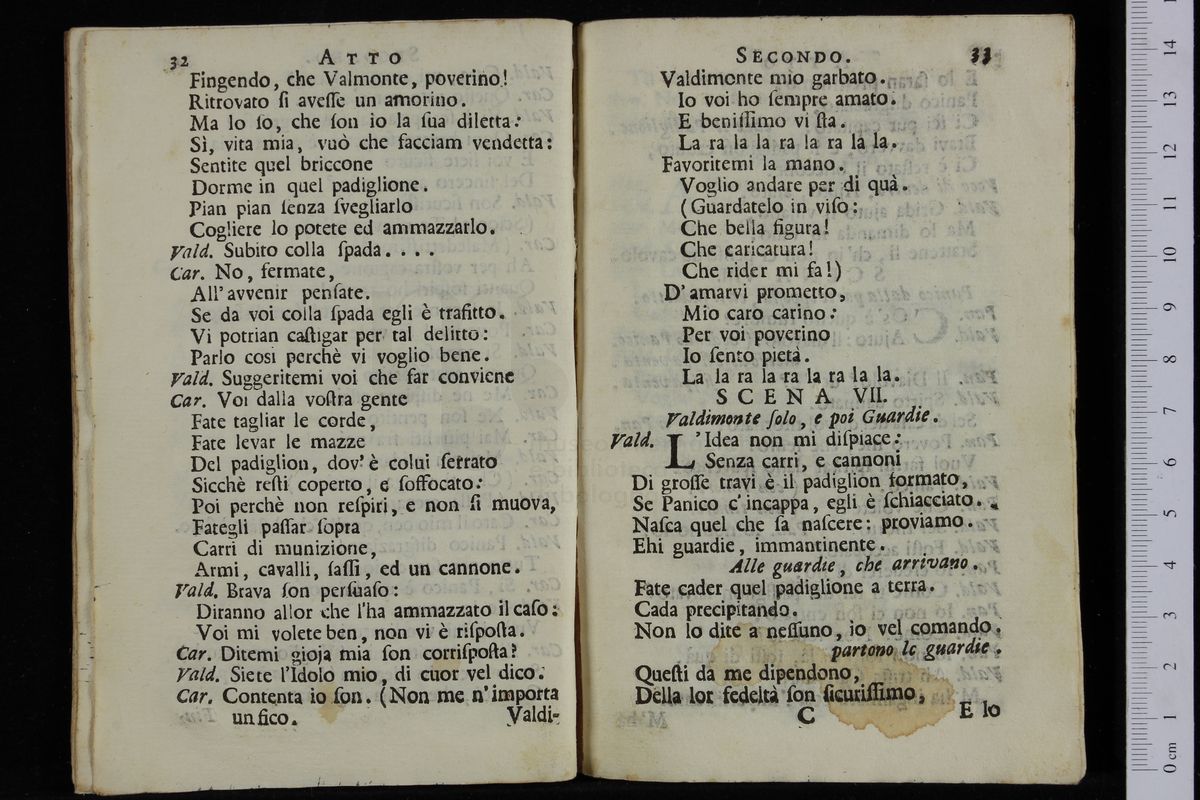 32 ATTO
Fingendo, che Valmonte, poverino!
Ritrovato ſi aveſſe un amorino.
Ma lo ſo, che ſon io la ſua diletta:
Sì, vita mia, vuò che facciam vendetta:
Sentite quel briccone
Dorme in quel padiglione.
Pian pian ſenza ſvegliarlo
Cogliere lo potete ed ammazzarlo.
Vald. Subito colla ſpada....
Car. No, fermate,
All'avvenir penſate.
Se da voi colla ſpada egli è trafitto.
Vi potrian caſtigar per tal delitto:
Parlo così perchè vi voglio bene.
Vald. Suggeritemi voi che far conviene
Car. Voi dalla voſtra gente
Fate tagliar le corde,
Fate levar le mazze
Del padiglion, dov'è colui ſerrato
Sicchè reſti coperto, e ſoffocato:
Poi perchè non reſpiri, e non ſi muova,
Fategli paſſar ſopra
Carri di munizione,
Armi, cavalli, ſaſſi, ed un cannone.
Vald. Brava ſon perſuaſo:
Diranno allor che l'ha ammazzato il caſo:
Voi mi volete ben, non vi è riſpoſta.
Car. Ditemi gioja mia ſon corriſpoſta?
Vald. Siete l'Idolo mio, di cuor vel dico.
Car. Contenta io ſon. (Non me n'importa
un fico.
Valdi-
SECONDO. 33
Valdimonte mio garbato.
Io voi ho ſempre amato.
E beniſſimo vi ſta.
La ra la la ra la ra la la.
Favoritemi la mano.
Voglio andare per di quà.
(Guardatelo in viſo:
Che bella figura!
Che caricatura!
Che rider mi fa!)
D'amarvi prometto,
Mio caro carino:
Per voi poverino
Io ſento pietà.
La la ra la ra la ra la la.
SCENA VII.
Valdimonte ſolo, e poi Guardie.
Vald. L'Idea non mi diſpiace:
Senza carri, e cannoni
Di groſſe travi è il padiglion formato,
Se Panico c'incappa, egli è ſchiacciato.
Naſca quel che ſa naſcere: proviamo.
Ehi guardie, immantinente.
Alle guardie, che arrivano.
Fate cader quel padiglione a terra.
Cada precipitando.
Non lo dite a neſſuno, io vel comando.
partono le guardie.
Queſti da me dipendono,
Della lor fedeltà ſon ſicuriſſimo,
C
E lo